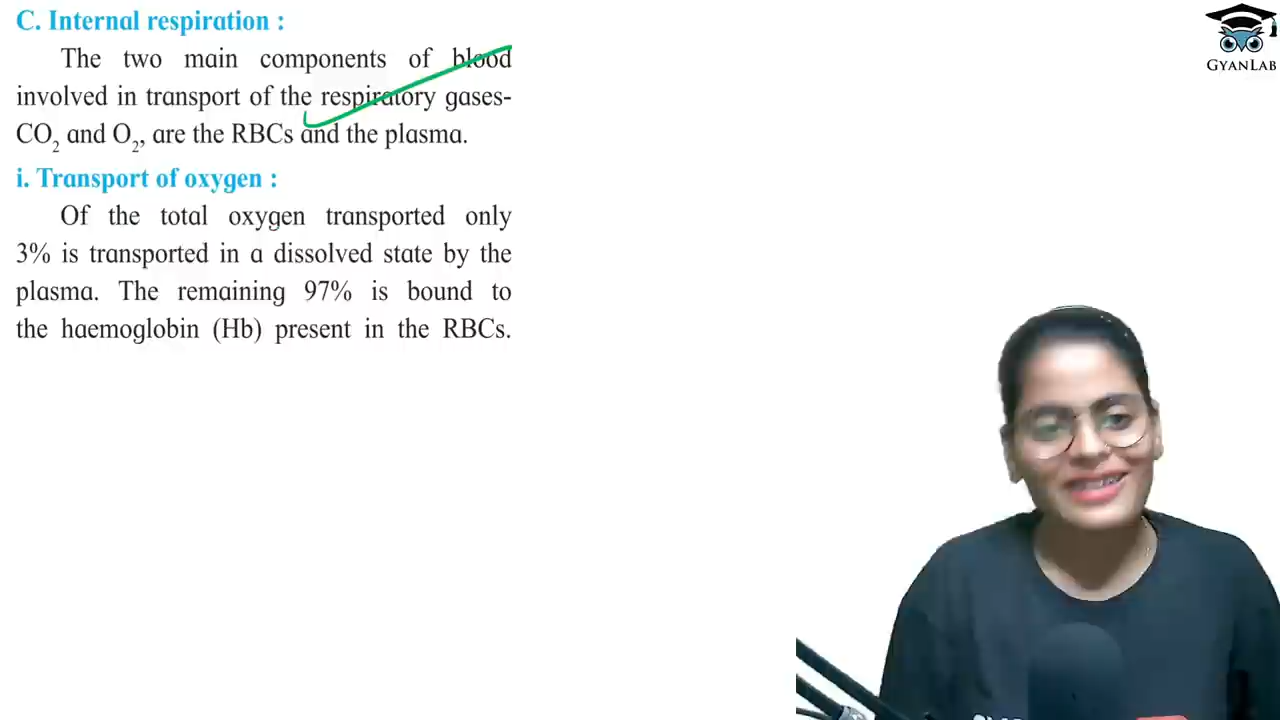 C. Internal respiration :
The two main components of blood
involved in transport of the respiratory gases-
CO₂ and O₂, are the RBCs and the plasma.
i. Transport of oxygen :
Of the total oxygen transported only
3% is transported in a dissolved state by the
plasma. The remaining 97% is bound to
the haemoglobin (Hb) present in the RBCs.
GYANLAB